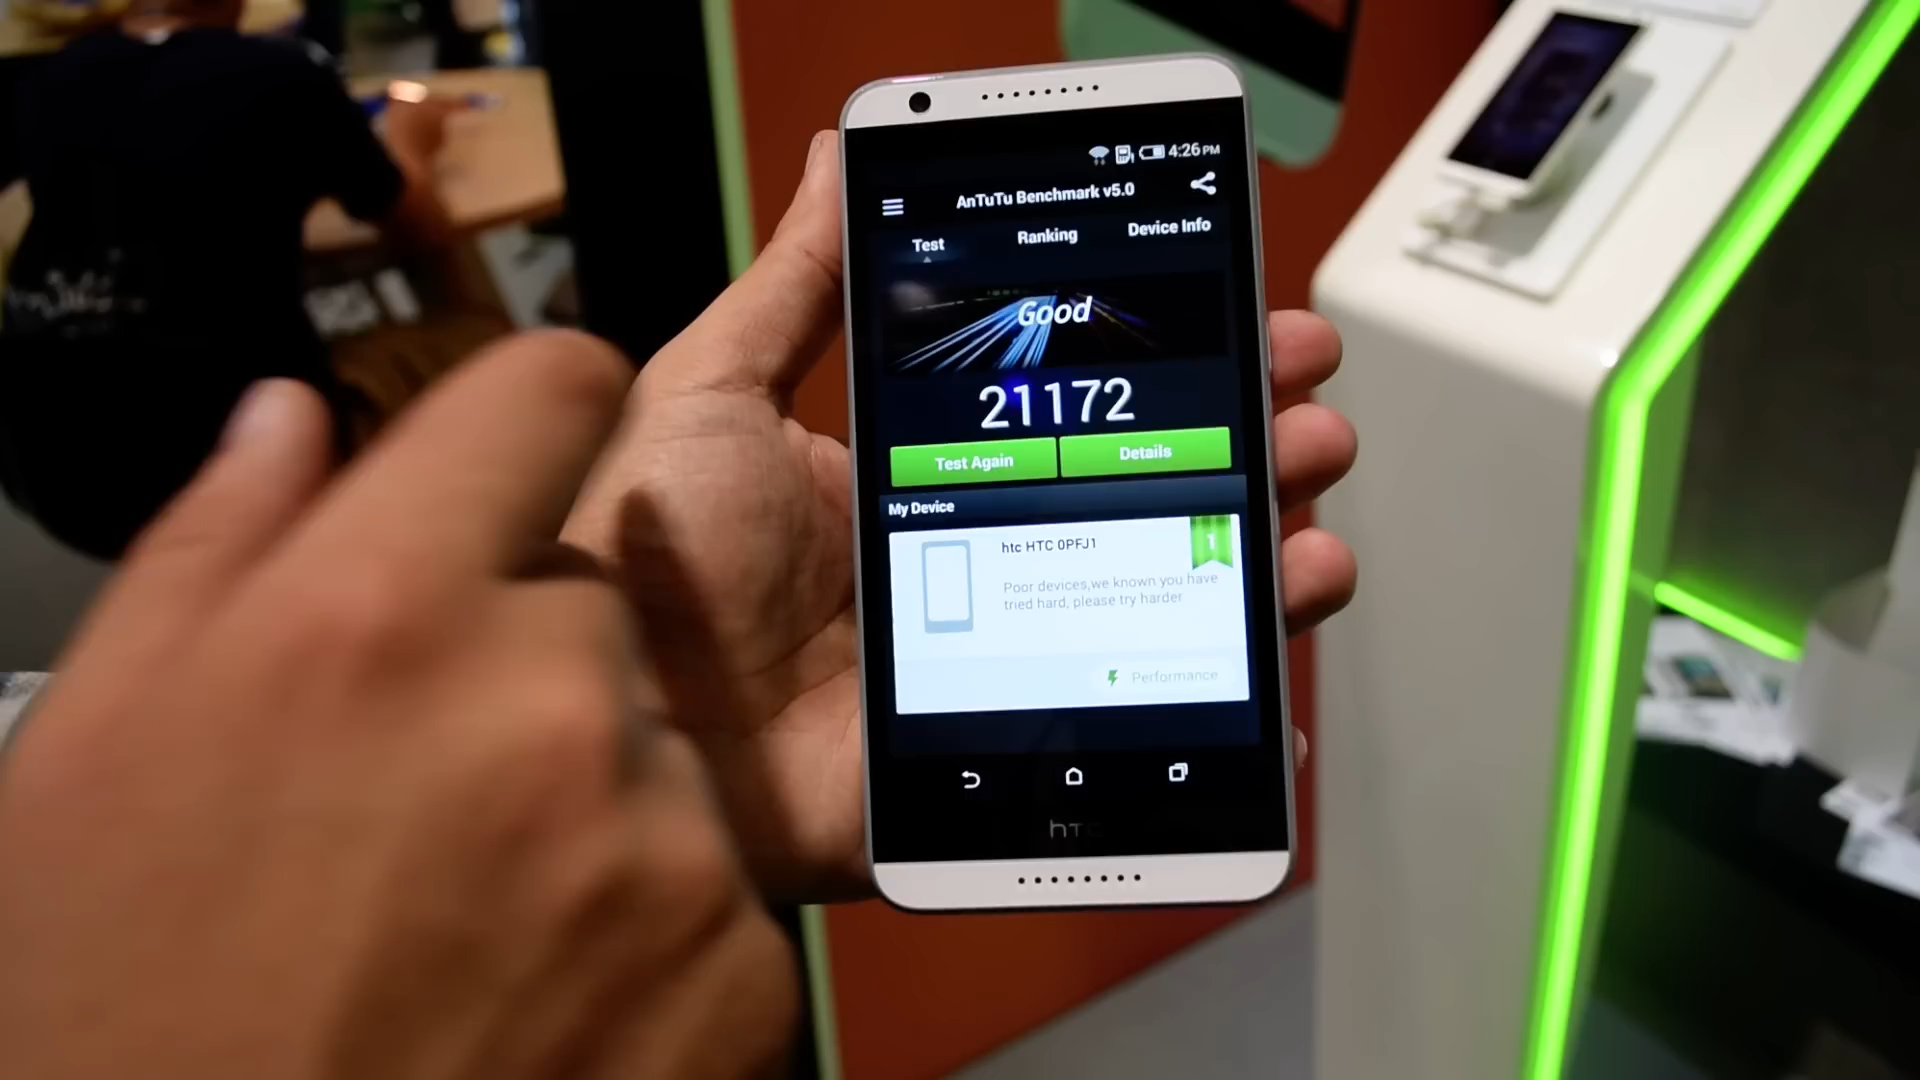 4:26 PM
AnTuTu Benchmark v5.0
Test Ranking Device Info
Good
21172
Test Again Details
My Device
htc HTC 0PFJ1
1
Poor devices,we known you have
tried hard, please try harder
Performance
htc